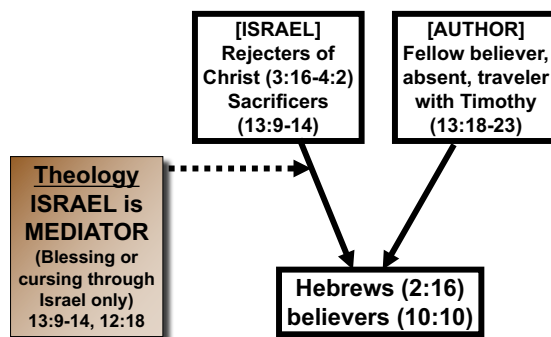 [ISRAEL]
Rejecters of
Christ (3:16-4:2)
Sacrificers
(13:9-14)
[AUTHOR]
Fellow believer,
absent, traveler
with Timothy
(13:18-23)
Theology
ISRAEL is
MEDIATOR
(Blessing or
cursing through
Israel only)
13:9-14, 12:18
Hebrews (2:16)
believers (10:10)